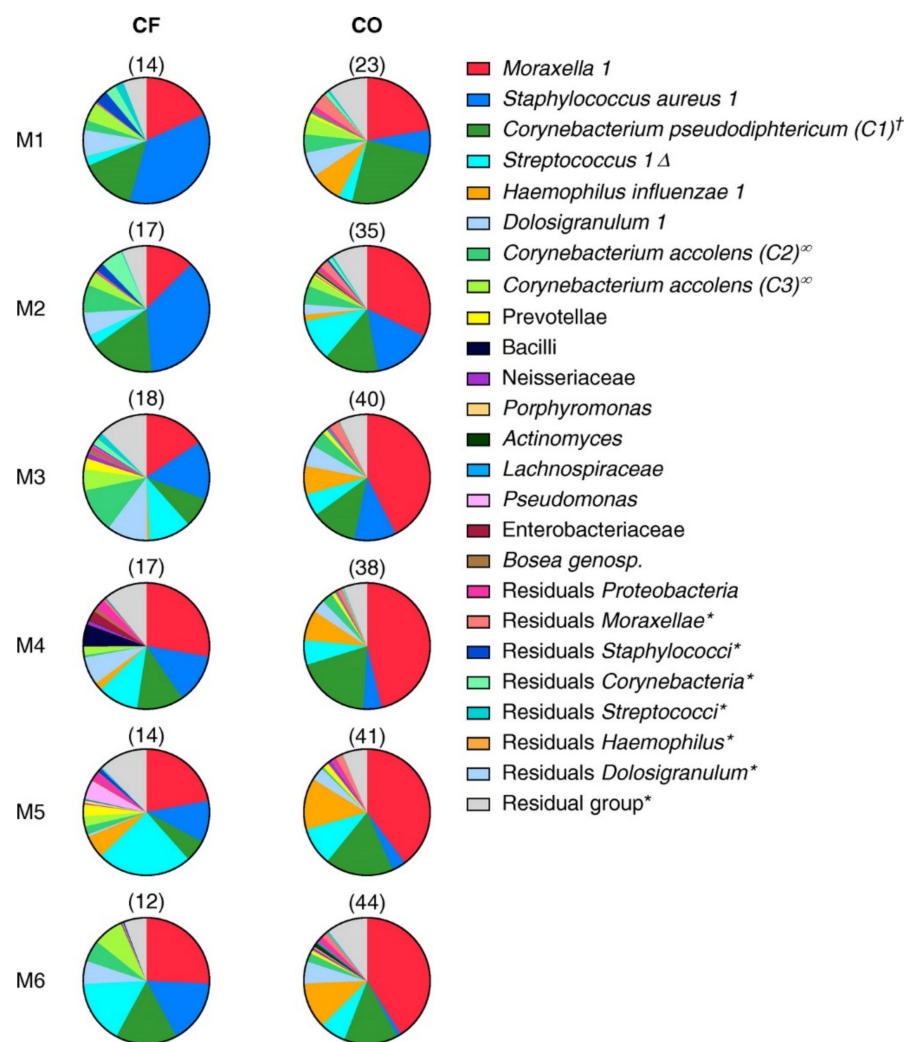 CF CO
(14) (23)
M1
(17) (35)
M2
(18) (40)
M3
(17) (38)
M4
(14) (41)
M5
(12) (44)
M6
Moraxella 1
Staphylococcus aureus 1
Corynebacterium pseudodiphtericum (C1)†
Streptococcus 1 Δ
Haemophilus influenzae 1
Dolosigranulum 1
Corynebacterium accolens (C2)∞
Corynebacterium accolens (C3)∞
Prevotellae
Bacilli
Neisseriaceae
Porphyromonas
Actinomyces
Lachnospiraceae
Pseudomonas
Enterobacteriaceae
Bosea genosp.
Residuals Proteobacteria
Residuals Moraxellae*
Residuals Staphylococci*
Residuals Corynebacteria*
Residuals Streptococci*
Residuals Haemophilus*
Residuals Dolosigranulum*
Residual group*